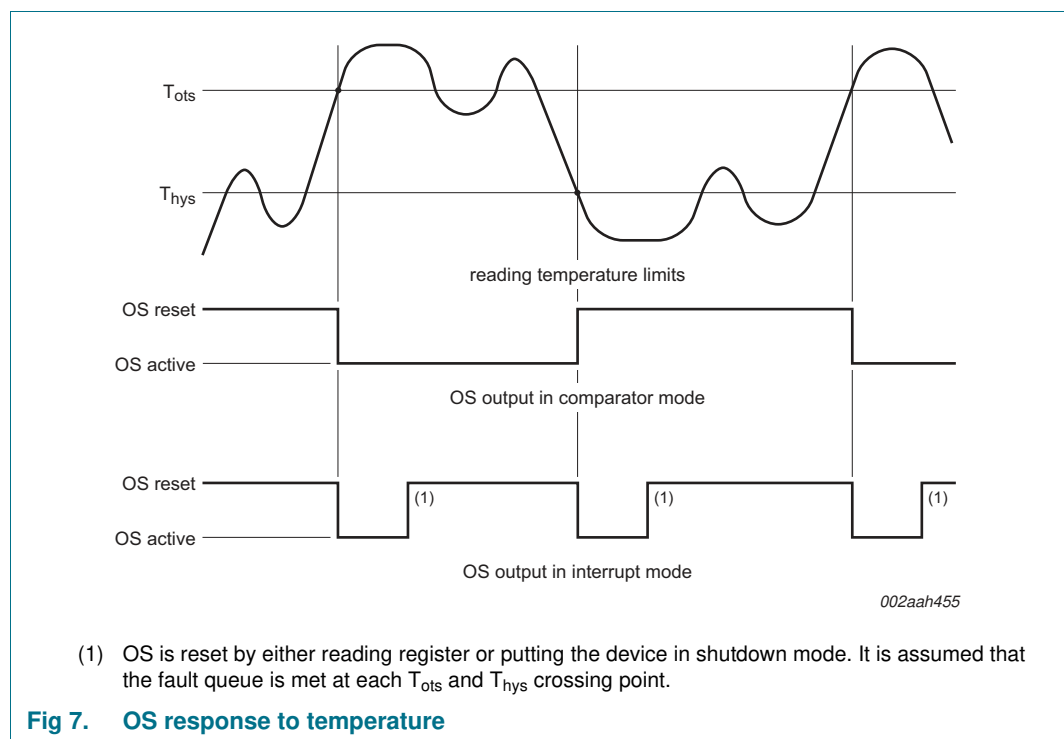 Tots
Thys
reading temperature limits
OS reset
OS active
OS output in comparator mode
OS reset
(1) (1) (1)
OS active
OS output in interrupt mode
002aah455
(1) OS is reset by either reading register or putting the device in shutdown mode. It is assumed that
the fault queue is met at each Tots and Thys crossing point.
Fig 7. OS response to temperature